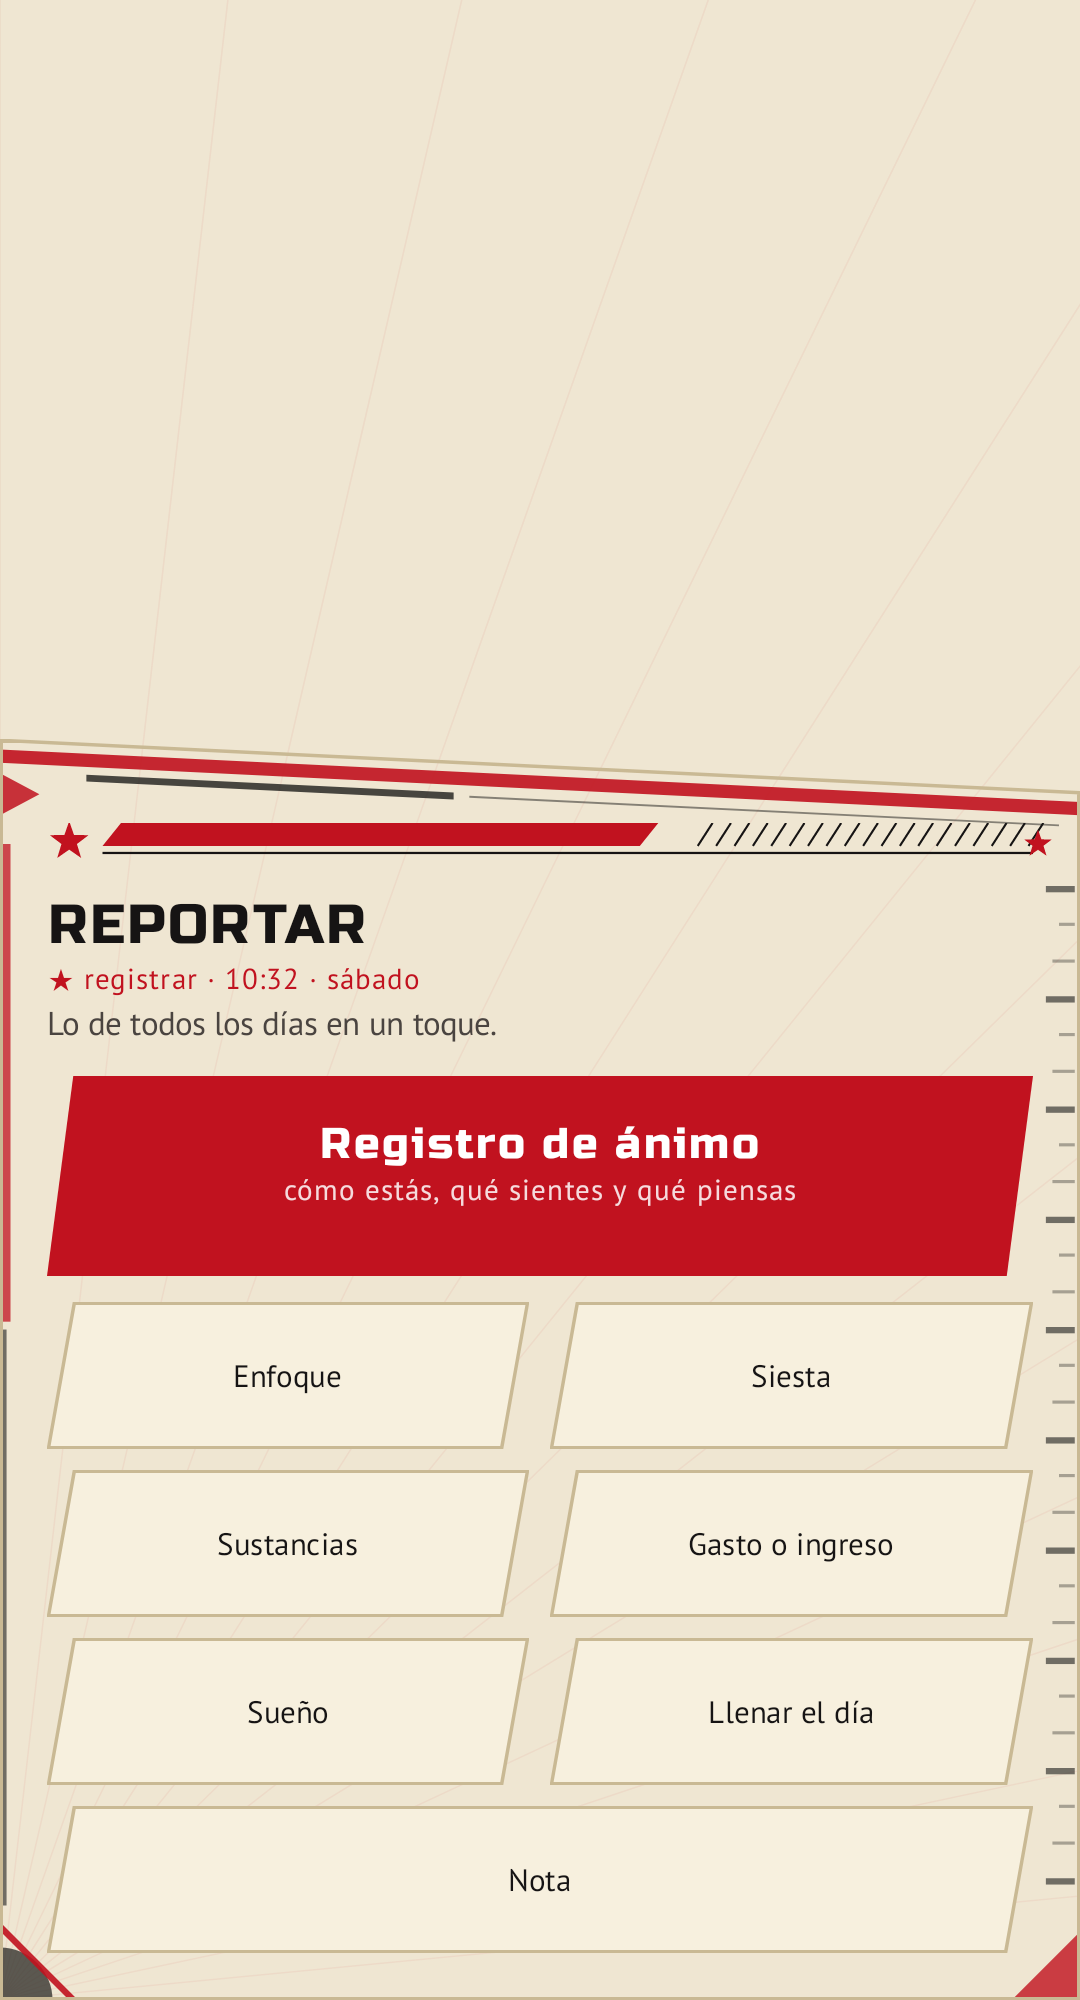 REPORTAR
★ registrar · 10:32 · sábado
Lo de todos los días en un toque.
Registro de ánimo
cómo estás, qué sientes y qué piensas
Enfoque
Siesta
Sustancias
Gasto o ingreso
Sueño
Llenar el día
Nota